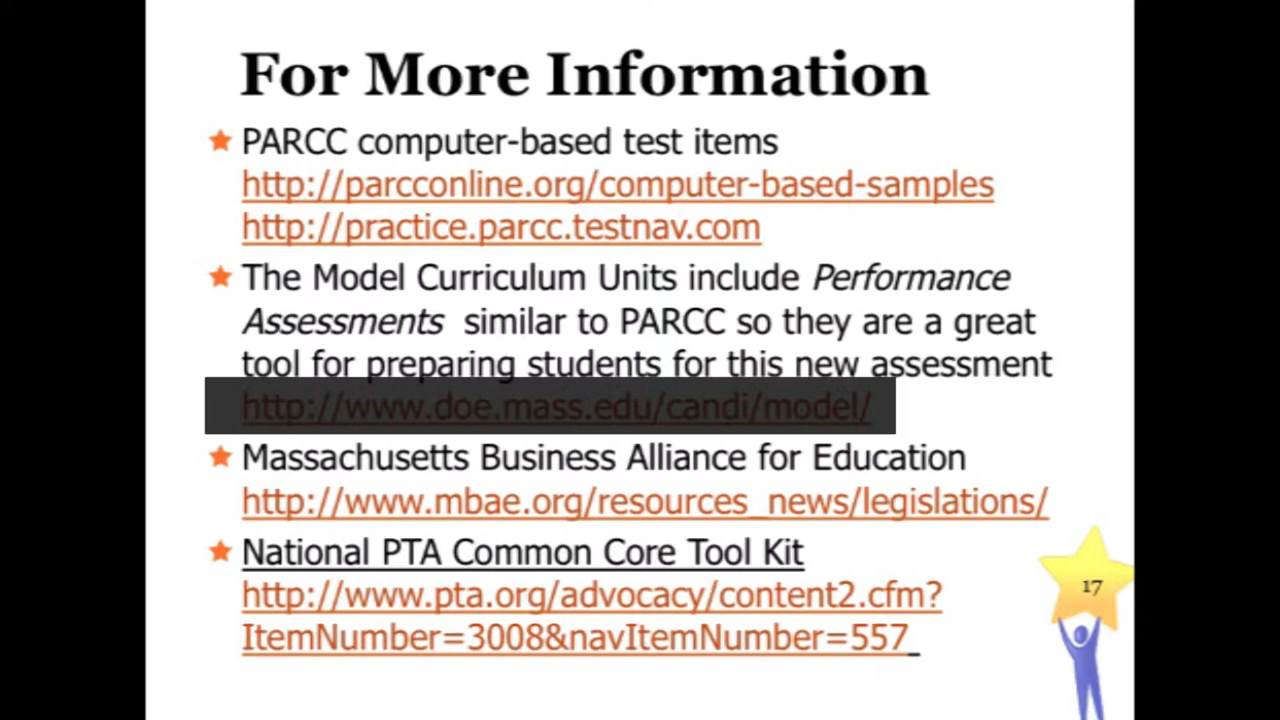 For More Information
PARCC computer-based test items
http://parcconline.org/computer-based-samples
http://practice.parcc.testnav.com
The Model Curriculum Units include Performance
Assessments similar to PARCC so they are a great
tool for preparing students for this new assessment
http://www.doe.mass.edu/candi/model/
Massachusetts Business Alliance for Education
http://www.mbae.org/resources_news/legislations/
National PTA Common Core Tool Kit
http://www.pta.org/advocacy/content2.cfm?
ItemNumber=3008&navItemNumber=557
17